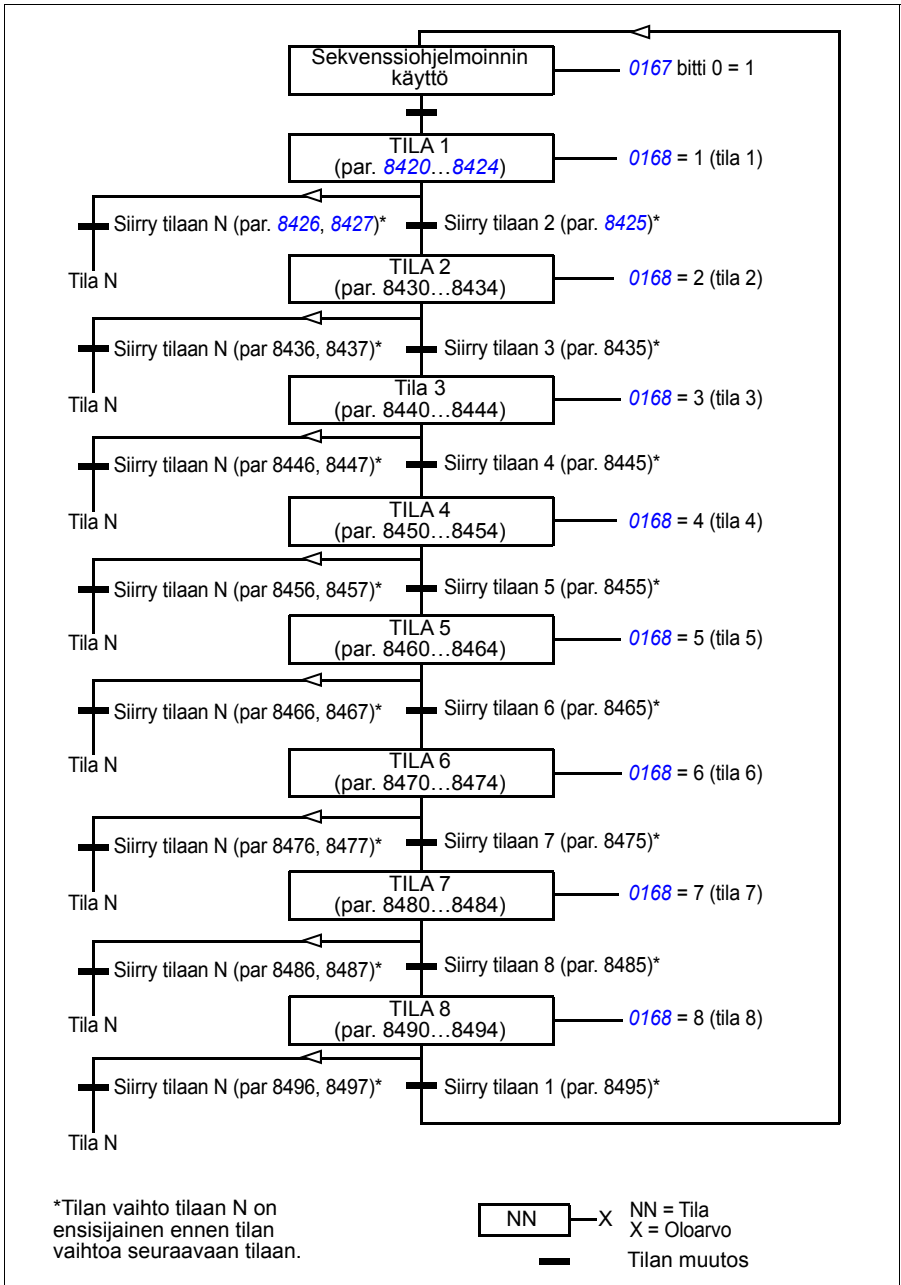 Sekvenssiohjelmoinnin
käyttö
0167 bitti 0 = 1
TILA 1
(par. 8420…8424)
0168 = 1 (tila 1)
Siirry tilaan N (par. 8426, 8427)*
Siirry tilaan 2 (par. 8425)*
Tila N
TILA 2
(par. 8430…8434)
0168 = 2 (tila 2)
Siirry tilaan N (par 8436, 8437)*
Siirry tilaan 3 (par. 8435)*
Tila N
Tila 3
(par. 8440…8444)
0168 = 3 (tila 3)
Siirry tilaan N (par 8446, 8447)*
Siirry tilaan 4 (par. 8445)*
Tila N
TILA 4
(par. 8450…8454)
0168 = 4 (tila 4)
Siirry tilaan N (par 8456, 8457)*
Siirry tilaan 5 (par. 8455)*
Tila N
TILA 5
(par. 8460…8464)
0168 = 5 (tila 5)
Siirry tilaan N (par 8466, 8467)*
Siirry tilaan 6 (par. 8465)*
Tila N
TILA 6
(par. 8470…8474)
0168 = 6 (tila 6)
Siirry tilaan N (par 8476, 8477)*
Siirry tilaan 7 (par. 8475)*
Tila N
TILA 7
(par. 8480…8484)
0168 = 7 (tila 7)
Siirry tilaan N (par 8486, 8487)*
Siirry tilaan 8 (par. 8485)*
Tila N
TILA 8
(par. 8490…8494)
0168 = 8 (tila 8)
Siirry tilaan N (par 8496, 8497)*
Siirry tilaan 1 (par. 8495)*
Tila N
*Tilan vaihto tilaan N on
ensisijainen ennen tilan
vaihtoa seuraavaan tilaan.
NN
X
NN = Tila
X = Oloarvo
Tilan muutos